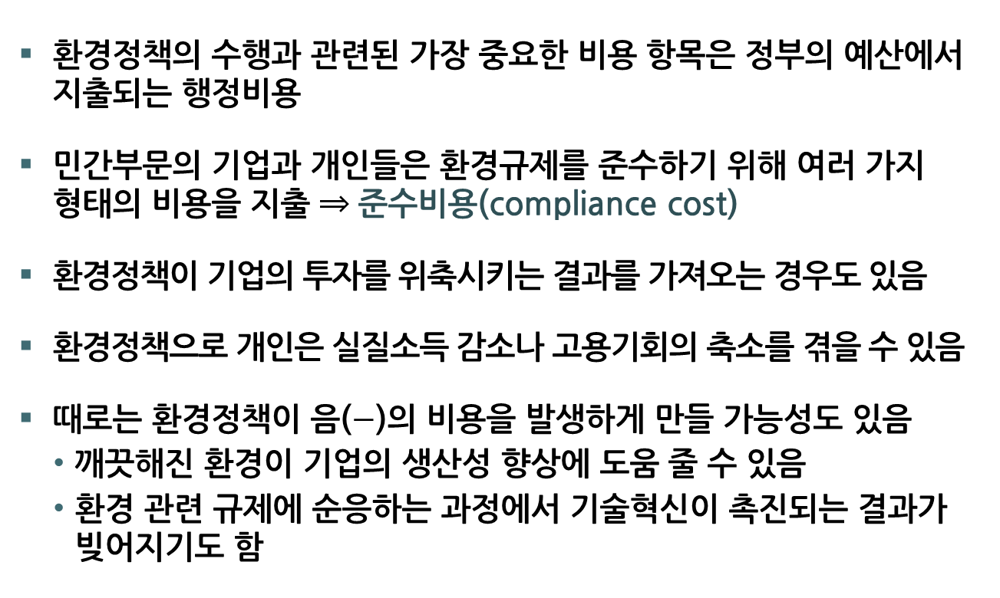 ▪ 환경정책의 수행과 관련된 가장 중요한 비용 항목은 정부의 예산에서
지출되는 행정비용
▪ 민간부문의 기업과 개인들은 환경규제를 준수하기 위해 여러 가지
형태의 비용을 지출 ⇒ 준수비용(compliance cost)
▪ 환경정책이 기업의 투자를 위축시키는 결과를 가져오는 경우도 있음
▪ 환경정책으로 개인은 실질소득 감소나 고용기회의 축소를 겪을 수 있음
▪ 때로는 환경정책이 음(−)의 비용을 발생하게 만들 가능성도 있음
• 깨끗해진 환경이 기업의 생산성 향상에 도움 줄 수 있음
• 환경 관련 규제에 순응하는 과정에서 기술혁신이 촉진되는 결과가
빚어지기도 함